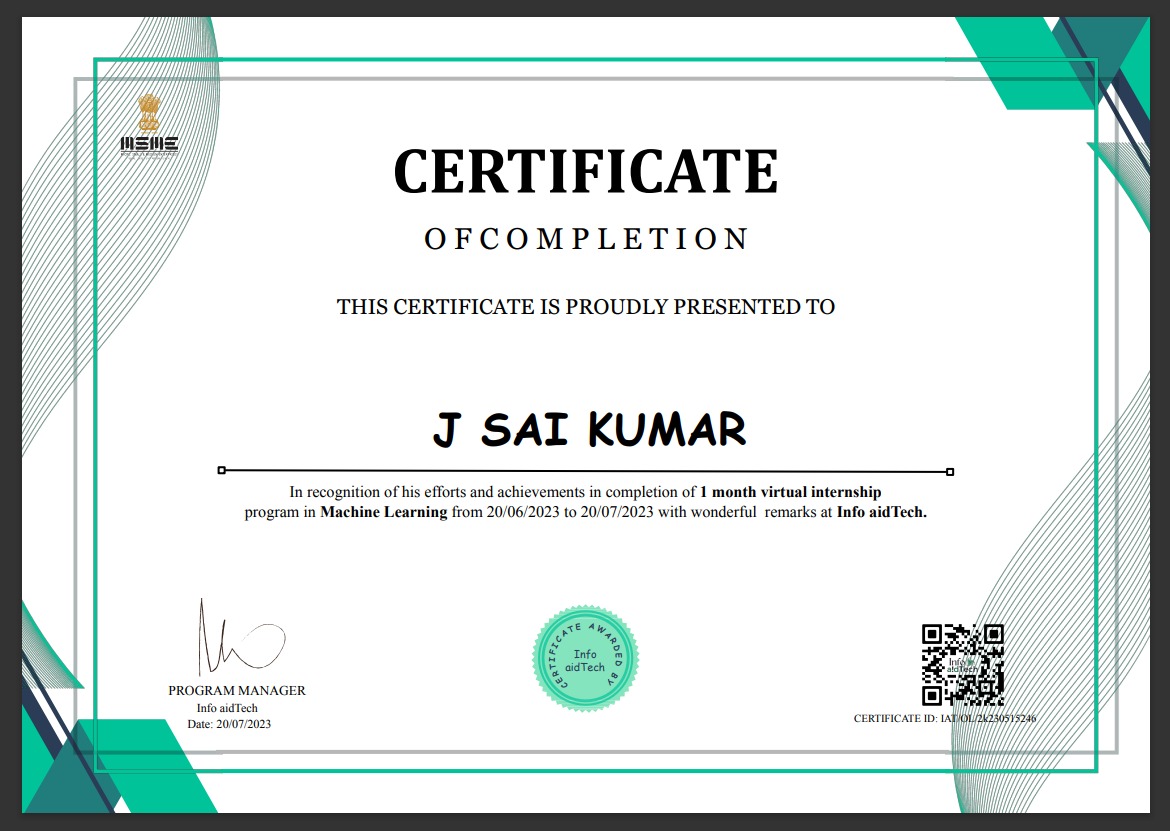 MSME
CERTIFICATE
OFCOMPLETION
THIS CERTIFICATE IS PROUDLY PRESENTED TO
J SAI KUMAR
In recognition of his efforts and achievements in completion of 1 month virtual internship
program in Machine Learning from 20/06/2023 to 20/07/2023 with wonderful  remarks at Info aidTech.
PROGRAM MANAGER
Info aidTech
Date: 20/07/2023
CERTIFICATE AWARDED BY
Info
aidTech
Info
aidTech
CERTIFICATE ID: IAT/OL/2k230515246